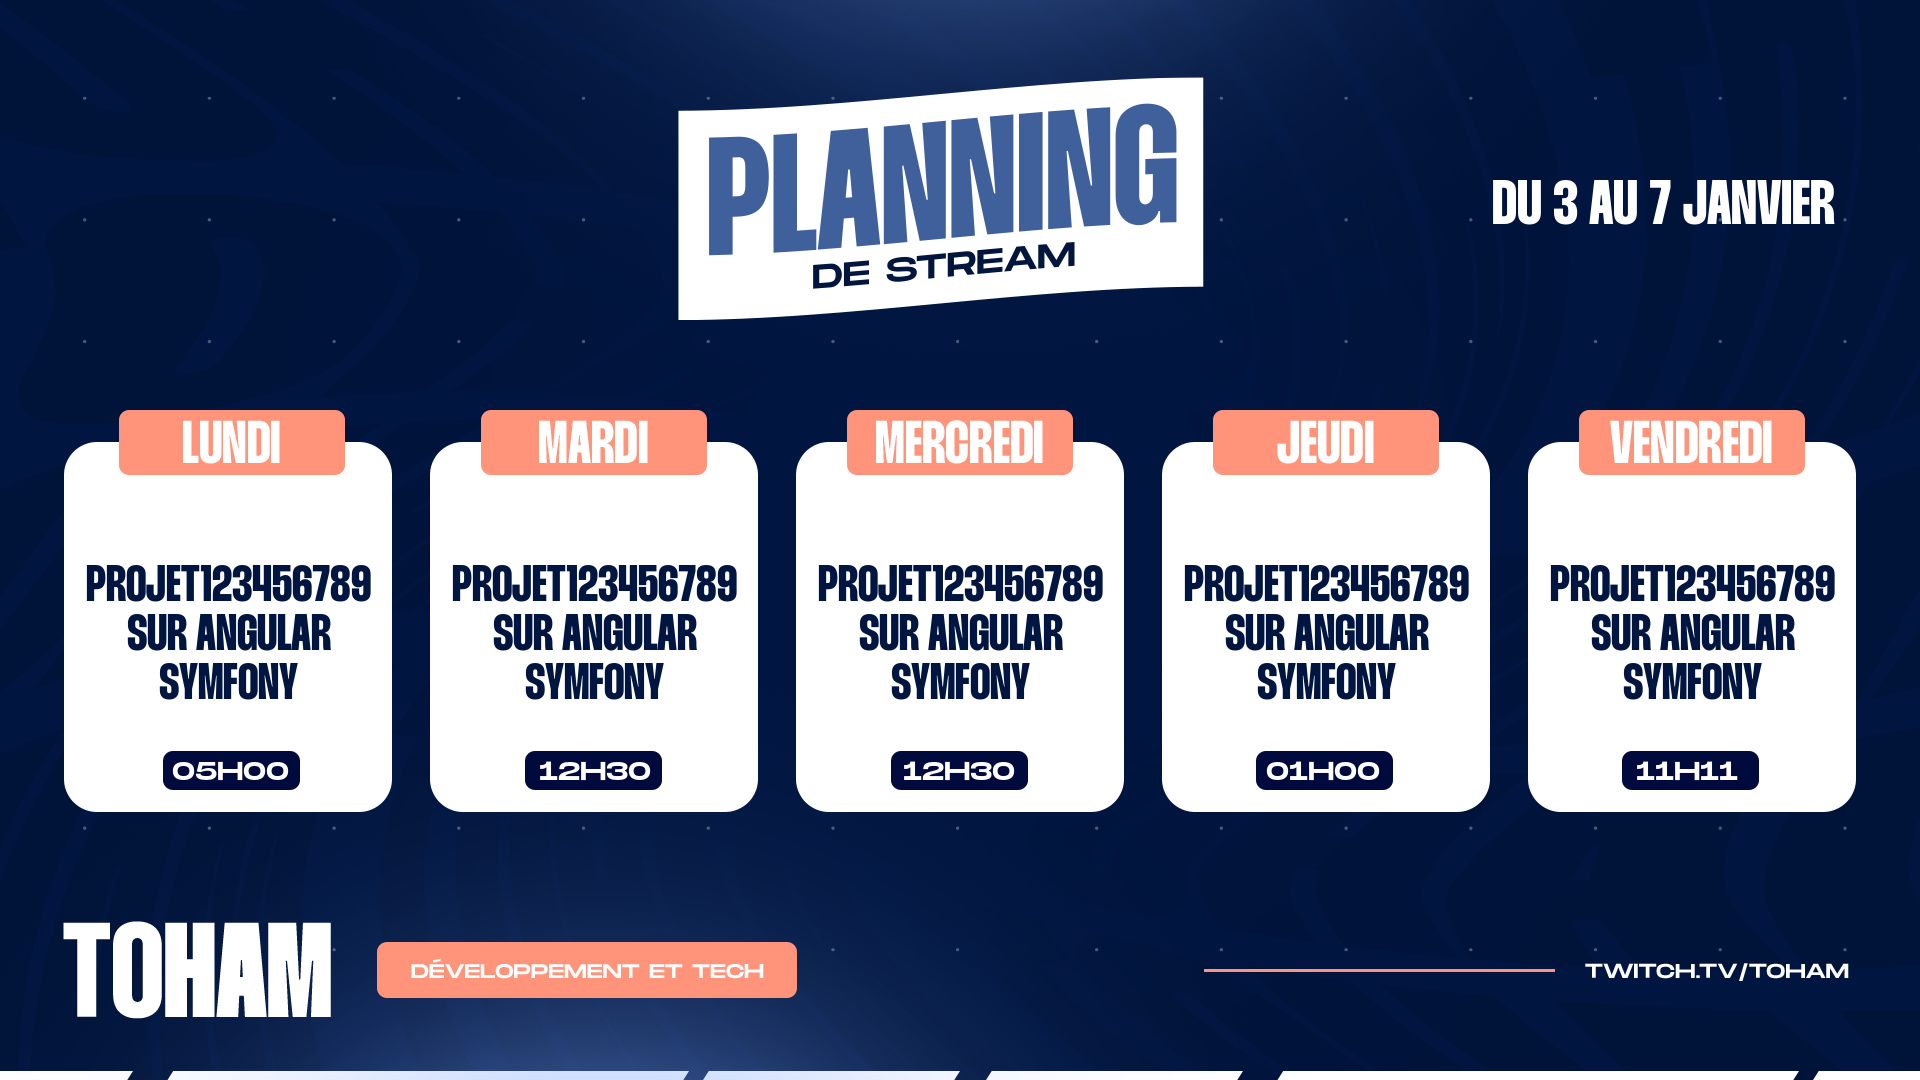 PLANNING
DE STREAM
DU 3 AU 7 JANVIER
LUNDI
PROJET123456789
SUR ANGULAR
SYMFONY
05H00
MARDI
PROJET123456789
SUR ANGULAR
SYMFONY
12H30
MERCREDI
PROJET123456789
SUR ANGULAR
SYMFONY
12H30
JEUDI
PROJET123456789
SUR ANGULAR
SYMFONY
01H00
VENDREDI
PROJET123456789
SUR ANGULAR
SYMFONY
11H11
TOHAM
DÉVELOPPEMENT ET TECH
TWITCH.TV/TOHAM